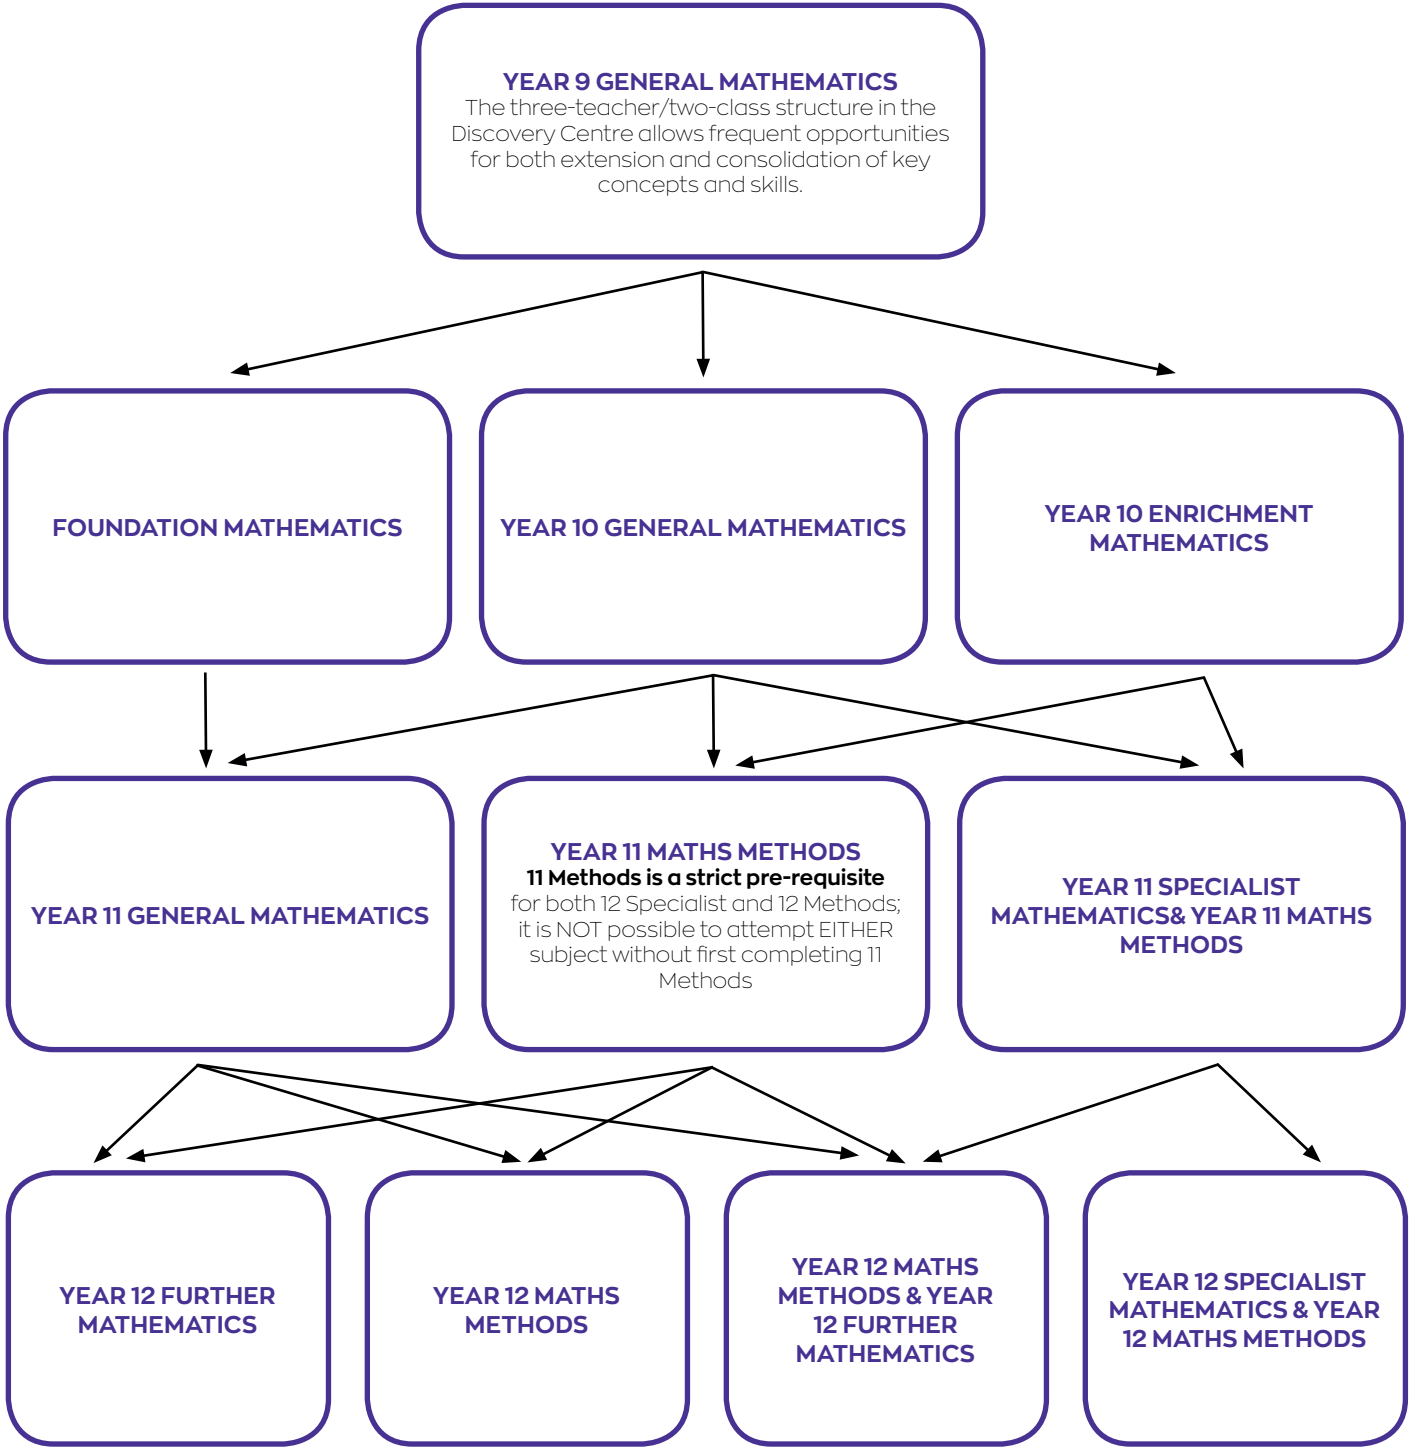 YEAR 9 GENERAL MATHEMATICS
The three-teacher/two-class structure in the
Discovery Centre allows frequent opportunities
for both extension and consolidation of key
concepts and skills.
FOUNDATION MATHEMATICS
YEAR 10 GENERAL MATHEMATICS
YEAR 10 ENRICHMENT
MATHEMATICS
YEAR 11 GENERAL MATHEMATICS
YEAR 11 MATHS METHODS
11 Methods is a strict pre-requisite
for both 12 Specialist and 12 Methods;
it is NOT possible to attempt EITHER
subject without first completing 11
Methods
YEAR 11 SPECIALIST
MATHEMATICS& YEAR 11 MATHS
METHODS
YEAR 12 FURTHER
MATHEMATICS
YEAR 12 MATHS
METHODS
YEAR 12 MATHS
METHODS & YEAR
12 FURTHER
MATHEMATICS
YEAR 12 SPECIALIST
MATHEMATICS & YEAR
12 MATHS METHODS